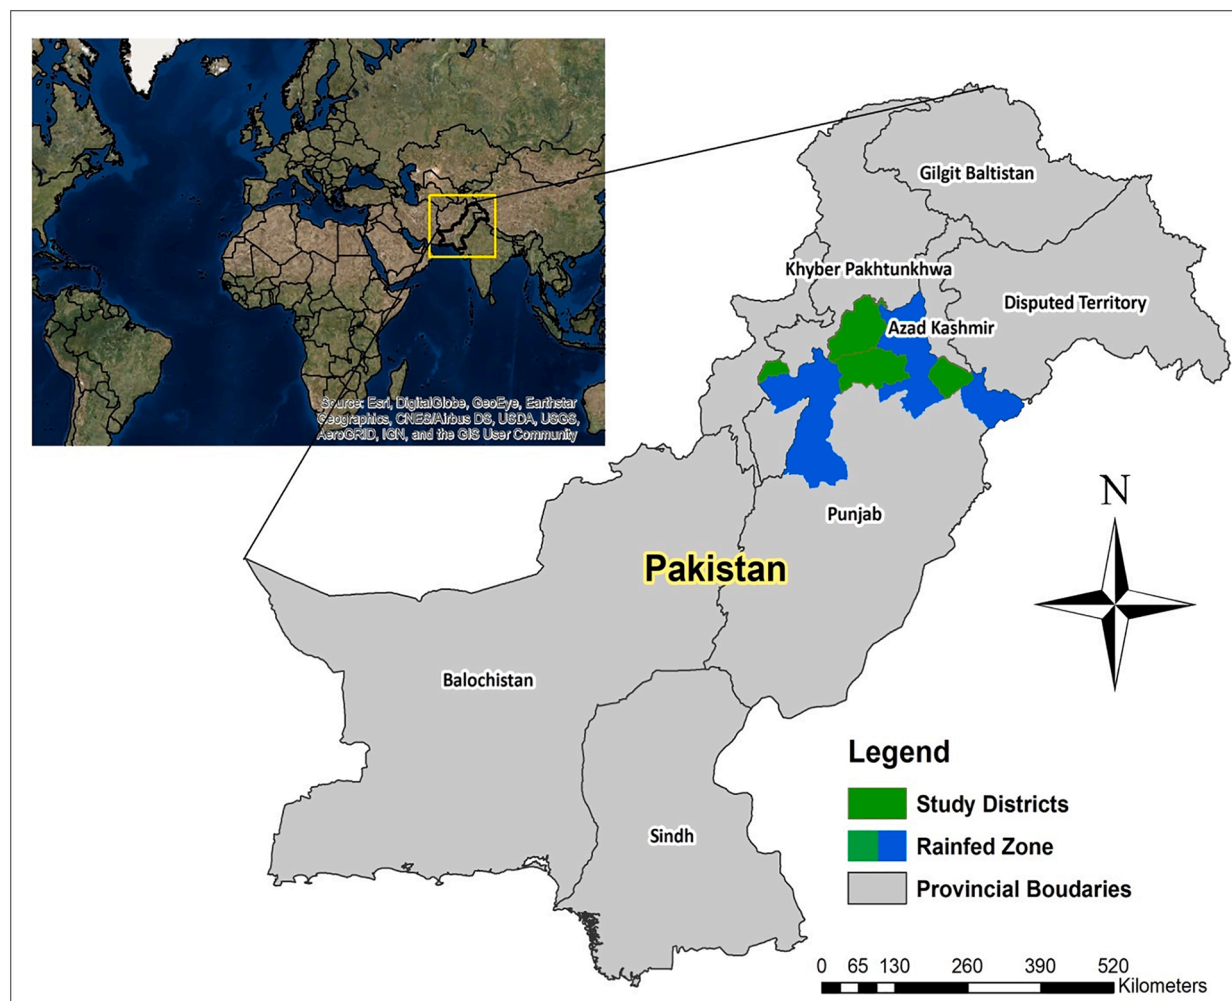 Source: Esri, DigitalGlobe, GeoEye, Earthstar
Geographics, CNES/Airbus DS, USDA, USGS,
AeroGRID, IGN, and the GIS User Community
Gilgit Baltistan
Khyber Pakhtunkhwa
Disputed Territory
Azad Kashmir
Punjab
Pakistan
Balochistan
Sindh
N
Legend
Study Districts
Rainfed Zone
Provincial Boudaries
0 65 130 260 390 520
Kilometers